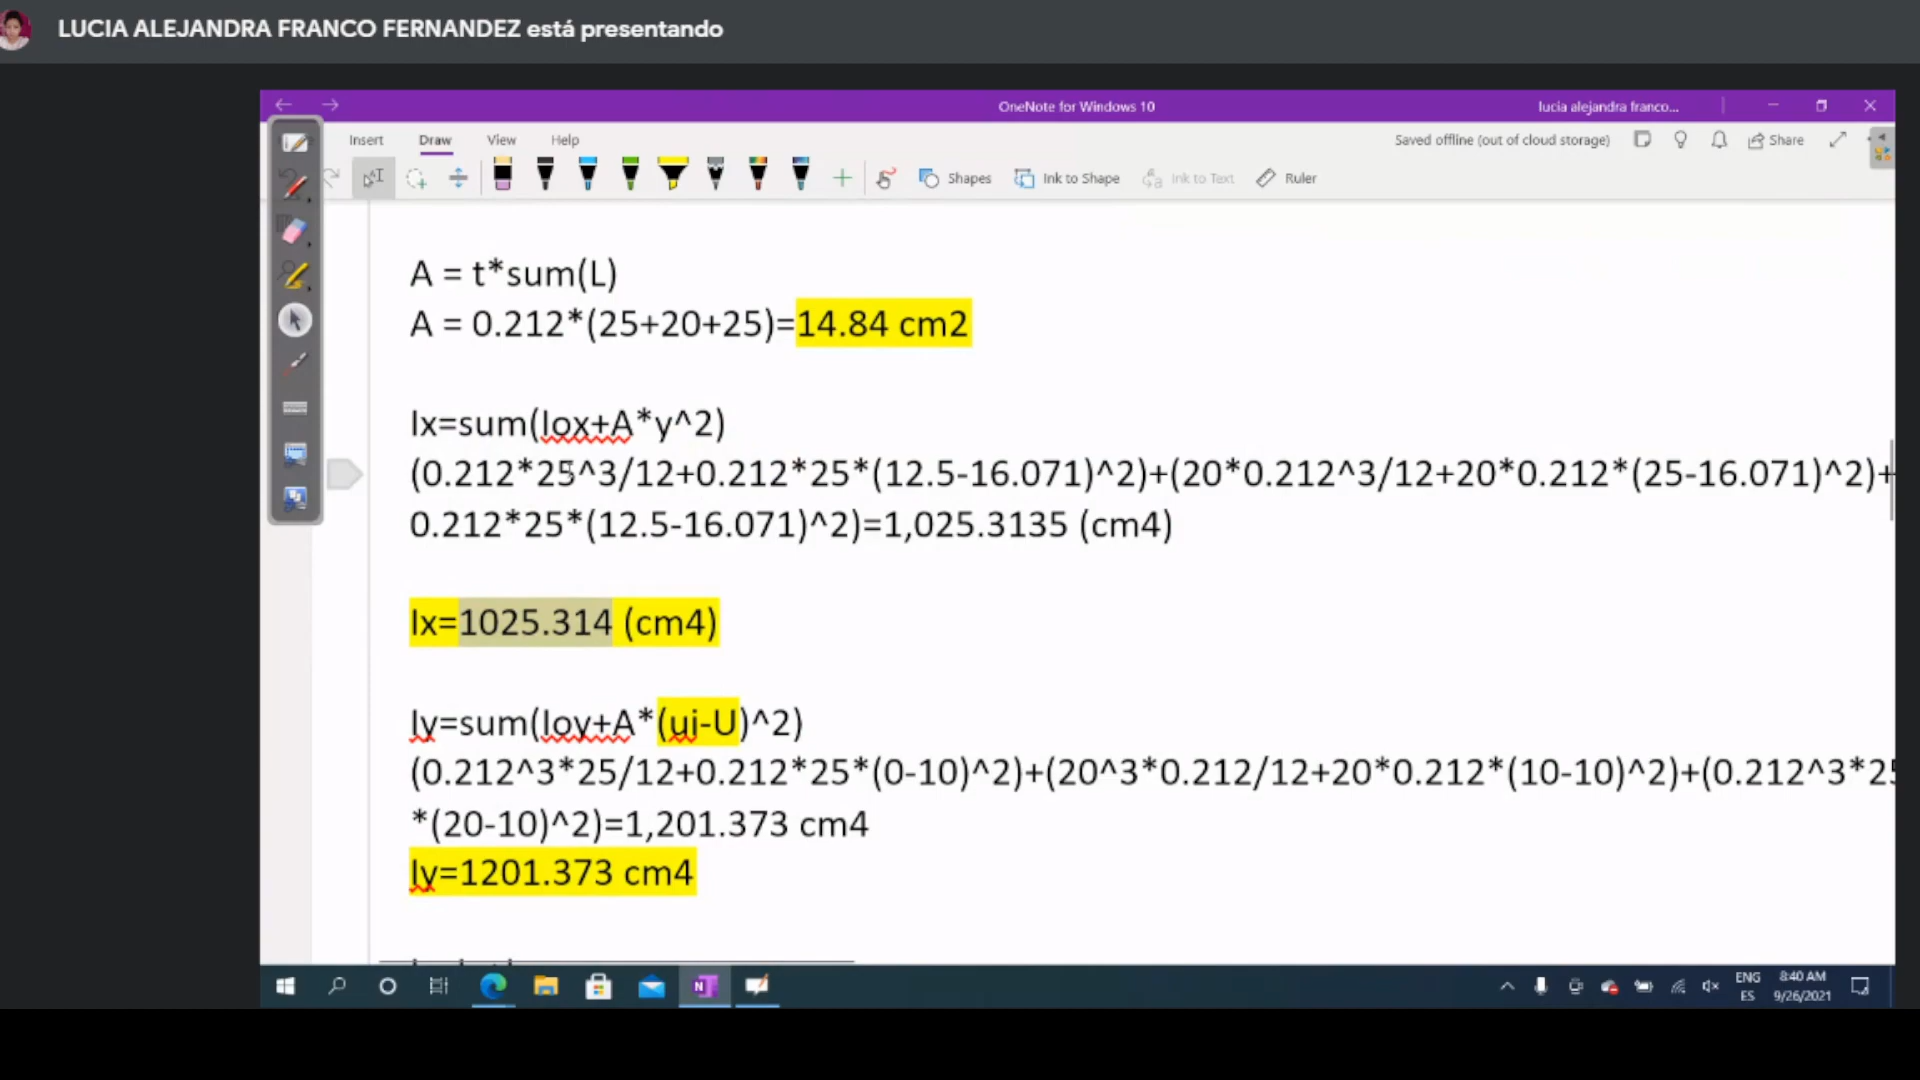 LUCIA ALEJANDRA FRANCO FERNANDEZ está presentando
OneNote for Windows 10
lucia alejandra franco...
Insert
Draw
View
Help
Saved offline (out of cloud storage)
Share
Shapes
Ink to Shape
Ink to Text
Ruler
A = t*sum(L)
A = 0.212*(25+20+25)=14.84 cm2
Ix=sum(Iox+A*y^2)
(0.212*25^3/12+0.212*25*(12.5-16.071)^2)+(20*0.212^3/12+20*0.212*(25-16.071)^2)+
0.212*25*(12.5-16.071)^2)=1,025.3135 (cm4)
Ix=1025.314 (cm4)
Iy=sum(Ioy+A*(ui-U)^2)
(0.212^3*25/12+0.212*25*(0-10)^2)+(20^3*0.212/12+20*0.212*(10-10)^2)+(0.212^3*25
*(20-10)^2)=1,201.373 cm4
Iy=1201.373 cm4
ENG
ES
8:40 AM
9/26/2021